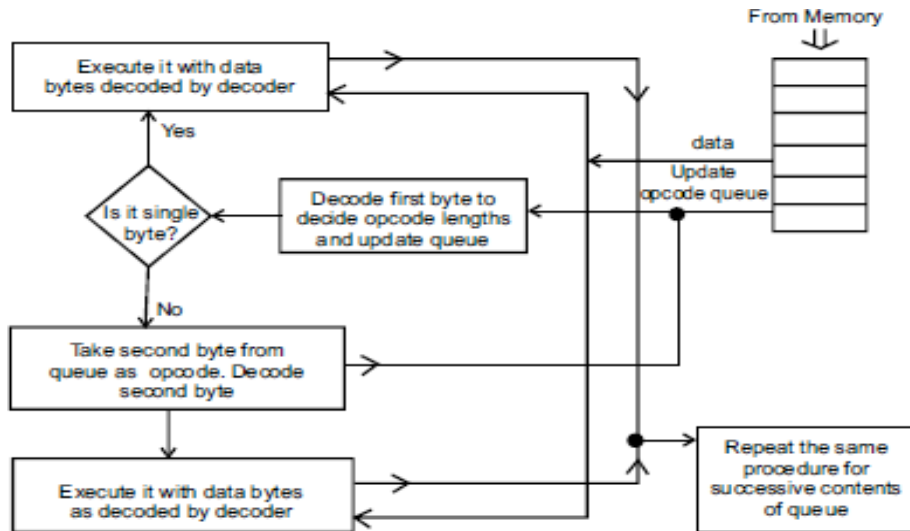 From Memory
Execute it with data
bytes decoded by decoder
Yes
data
Update
opcode queue
Is it single
byte?
Decode first byte to
decide opcode lengths
and update queue
No
Take second byte from
queue as opcode. Decode
second byte
Execute it with data bytes
as decoded by decoder
Repeat the same
procedure for
successive contents
of queue